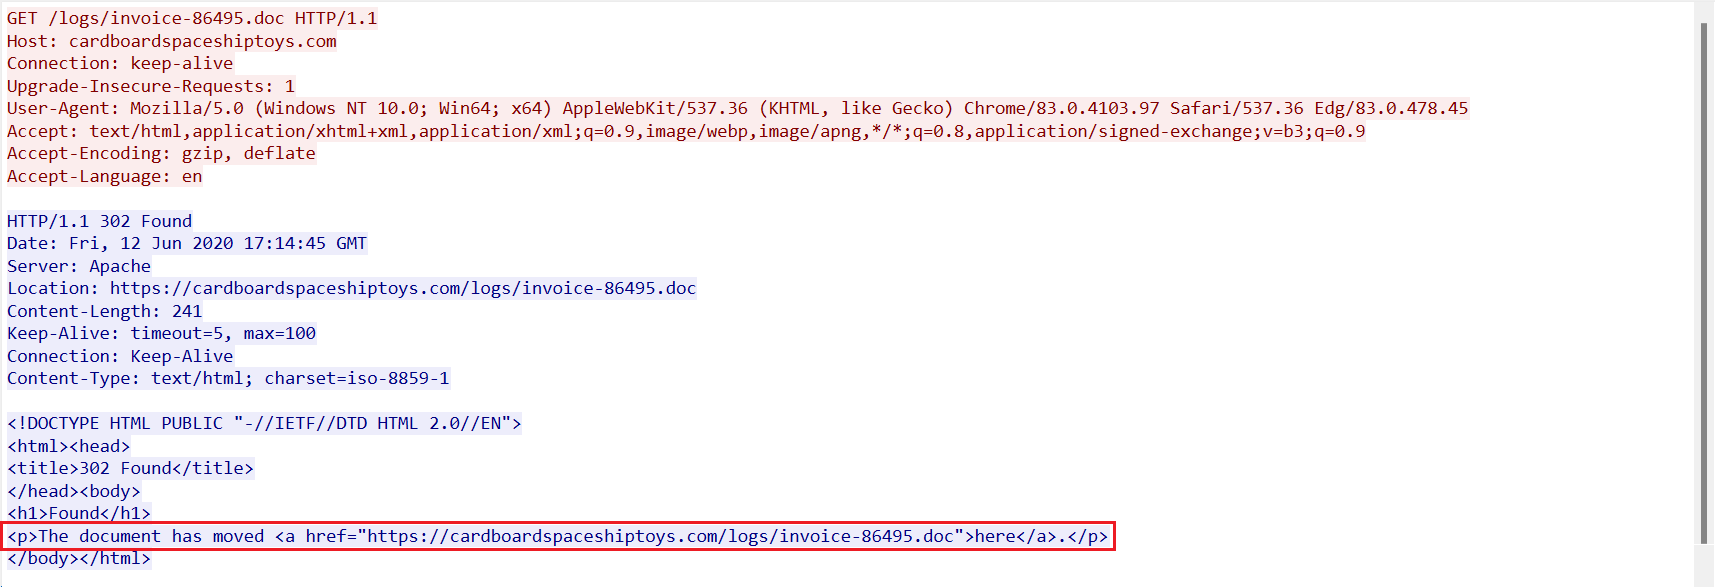 GET /logs/invoice-86495.doc HTTP/1.1
Host: cardboardspaceshiptoys.com
Connection: keep-alive
Upgrade-Insecure-Requests: 1
User-Agent: Mozilla/5.0 (Windows NT 10.0; Win64; x64) AppleWebKit/537.36 (KHTML, like Gecko) Chrome/83.0.4103.97 Safari/537.36 Edg/83.0.478.45
Accept: text/html,application/xhtml+xml,application/xml;q=0.9,image/webp,image/apng,*/*;q=0.8,application/signed-exchange;v=b3;q=0.9
Accept-Encoding: gzip, deflate
Accept-Language: en

HTTP/1.1 302 Found
Date: Fri, 12 Jun 2020 17:14:45 GMT
Server: Apache
Location: https://cardboardspaceshiptoys.com/logs/invoice-86495.doc
Content-Length: 241
Keep-Alive: timeout=5, max=100
Connection: Keep-Alive
Content-Type: text/html; charset=iso-8859-1

<!DOCTYPE HTML PUBLIC "-//IETF//DTD HTML 2.0//EN">
<html><head>
<title>302 Found</title>
</head><body>
<h1>Found</h1>
<p>The document has moved <a href="https://cardboardspaceshiptoys.com/logs/invoice-86495.doc">here</a>.</p>
</body></html>